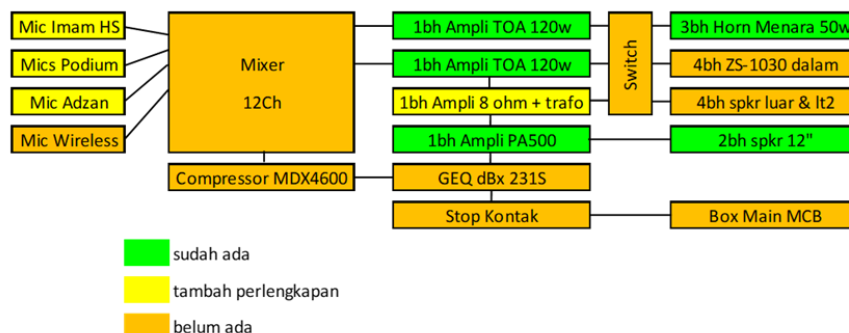 Mic Imam HS
1bh Ampli TOA 120w
3bh Horn Menara 50w
Mics Podium
Mixer
12Ch
1bh Ampli TOA 120w
Switch
4bh ZS-1030 dalam
Mic Adzan
1bh Ampli 8 ohm + trafo
4bh spkr luar & lt2
Mic Wireless
1bh Ampli PA500
2bh spkr 12"
Compressor MDX4600
GEQ dBx 231S
Stop Kontak
Box Main MCB
sudah ada
tambah perlengkapan
belum ada